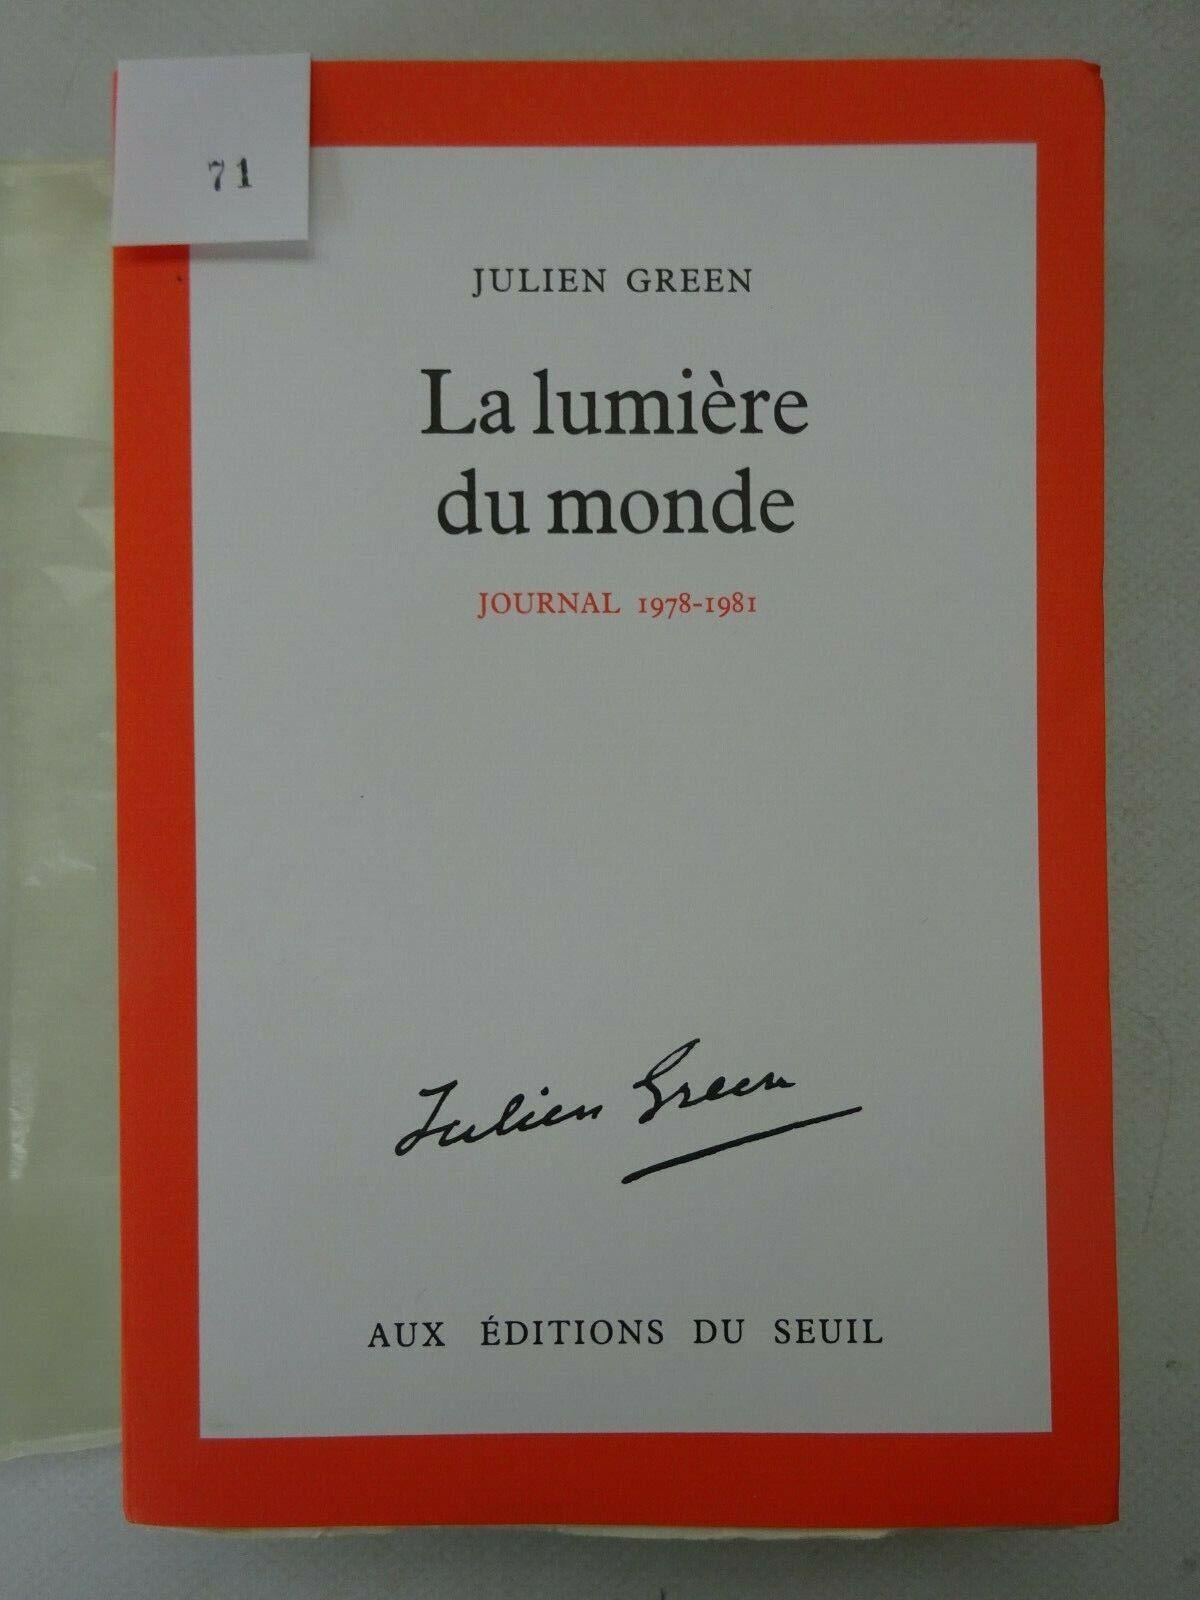 71
JULIEN GREEN
La lumière
du monde
JOURNAL 1978-1981
Julien Green
AUX ÉDITIONS DU SEUIL